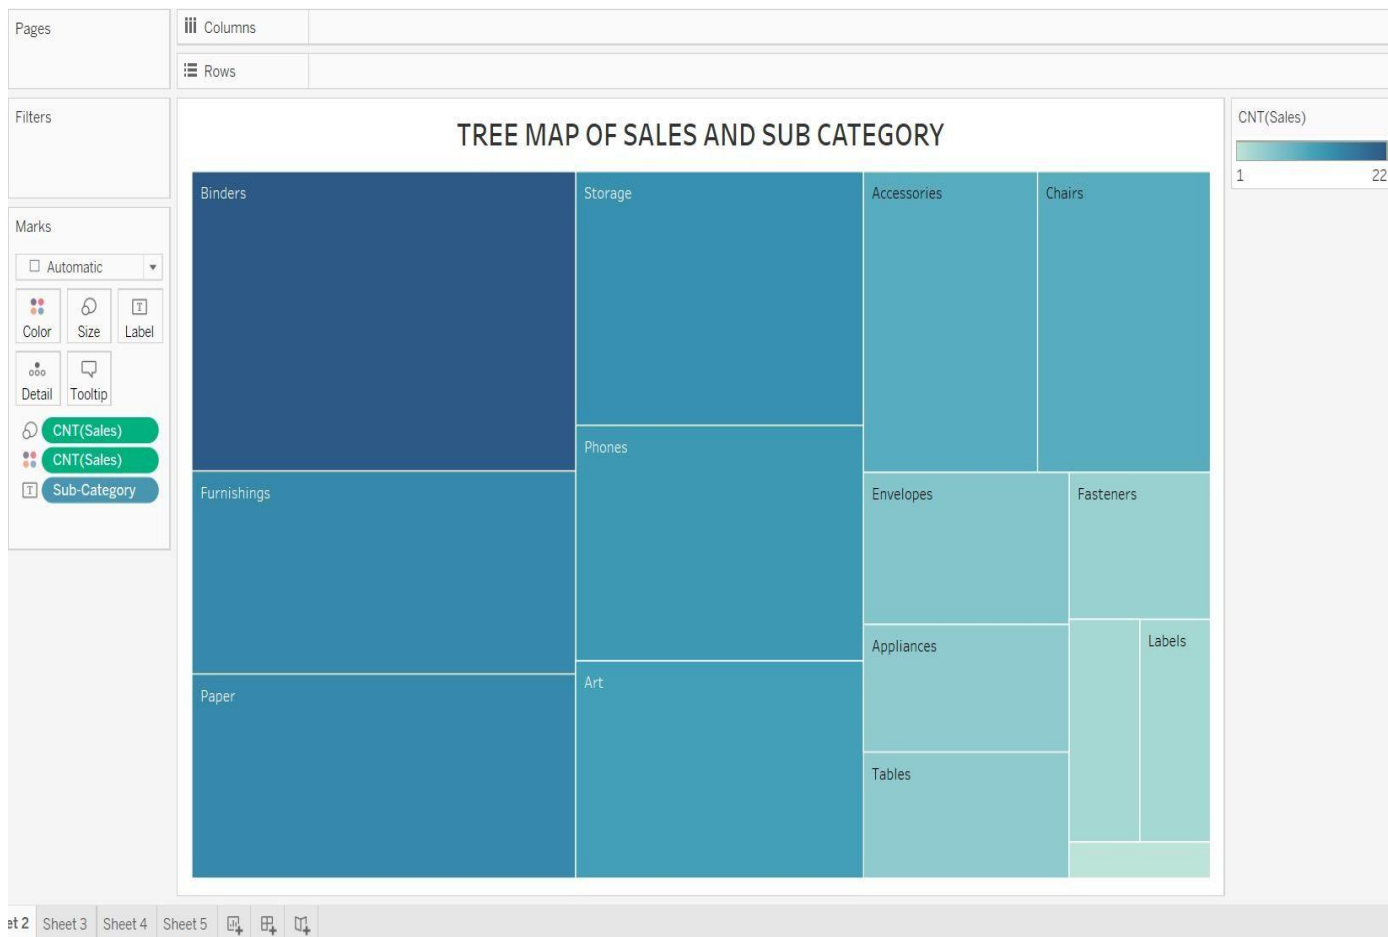 Pages
Columns
Rows
Filters
Marks
Automatic
Color Size Label
Detail Tooltip
CNT(Sales)
CNT(Sales)
Sub-Category
TREE MAP OF SALES AND SUB CATEGORY
Binders
Storage
Accessories
Chairs
Furnishings
Phones
Envelopes
Fasteners
Paper
Art
Appliances
Labels
Tables
CNT(Sales)
1 22
et 2 Sheet 3 Sheet 4 Sheet 5